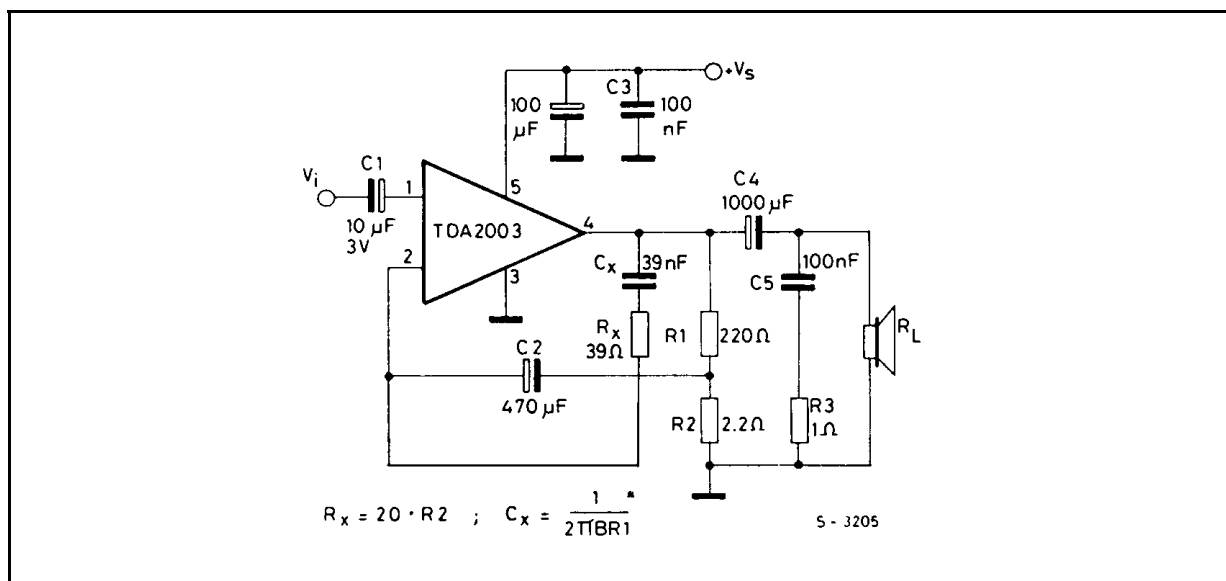 +Vs
C3
100 µF
100 nF
C1
Vi
1
10 µF
3V
2
5
TDA2003
4
3
C4
1000 µF
Cx
39nF
100nF
C5
Rx
39Ω
R1
220Ω
RL
C2
470 µF
R2
2.2Ω
R3
1Ω
Rx = 20 · R2 ; Cx = 1 / 2πBR1 *
S - 3205